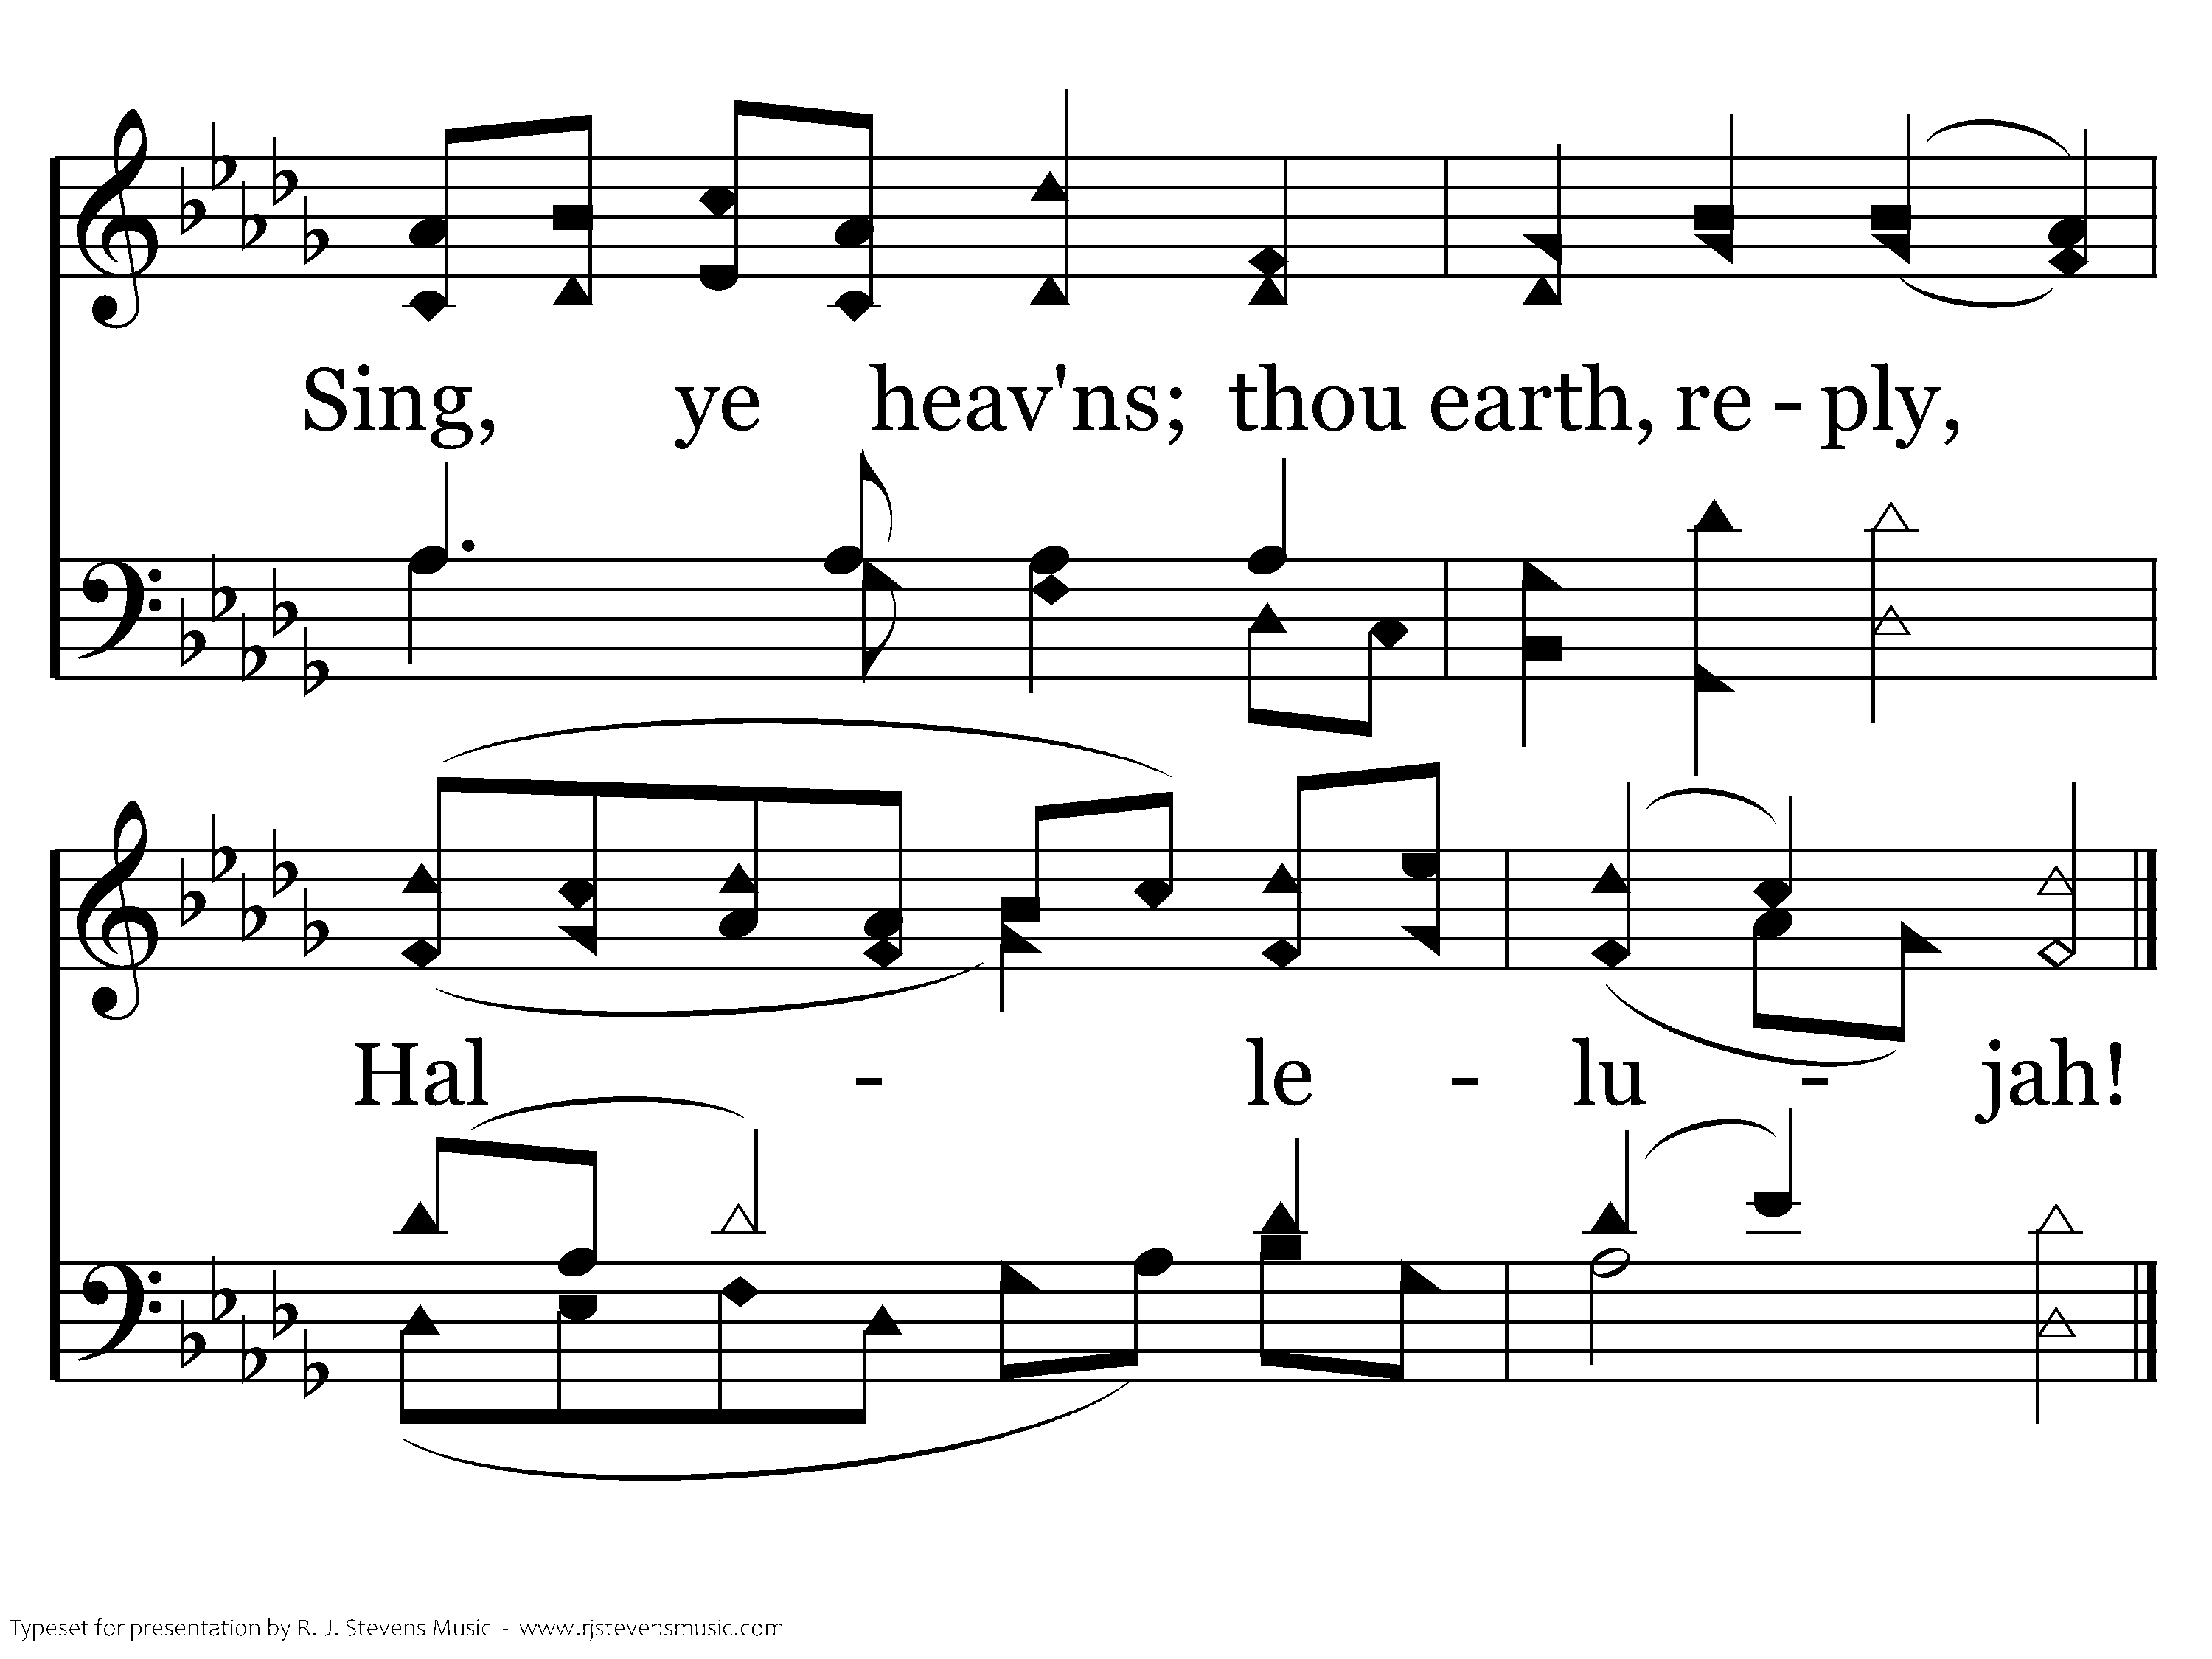 Sing, ye heav'ns; thou earth, re - ply,
Hal - le - lu - jah!
Typeset for presentation by R. J. Stevens Music - www.rjstevensmusic.com